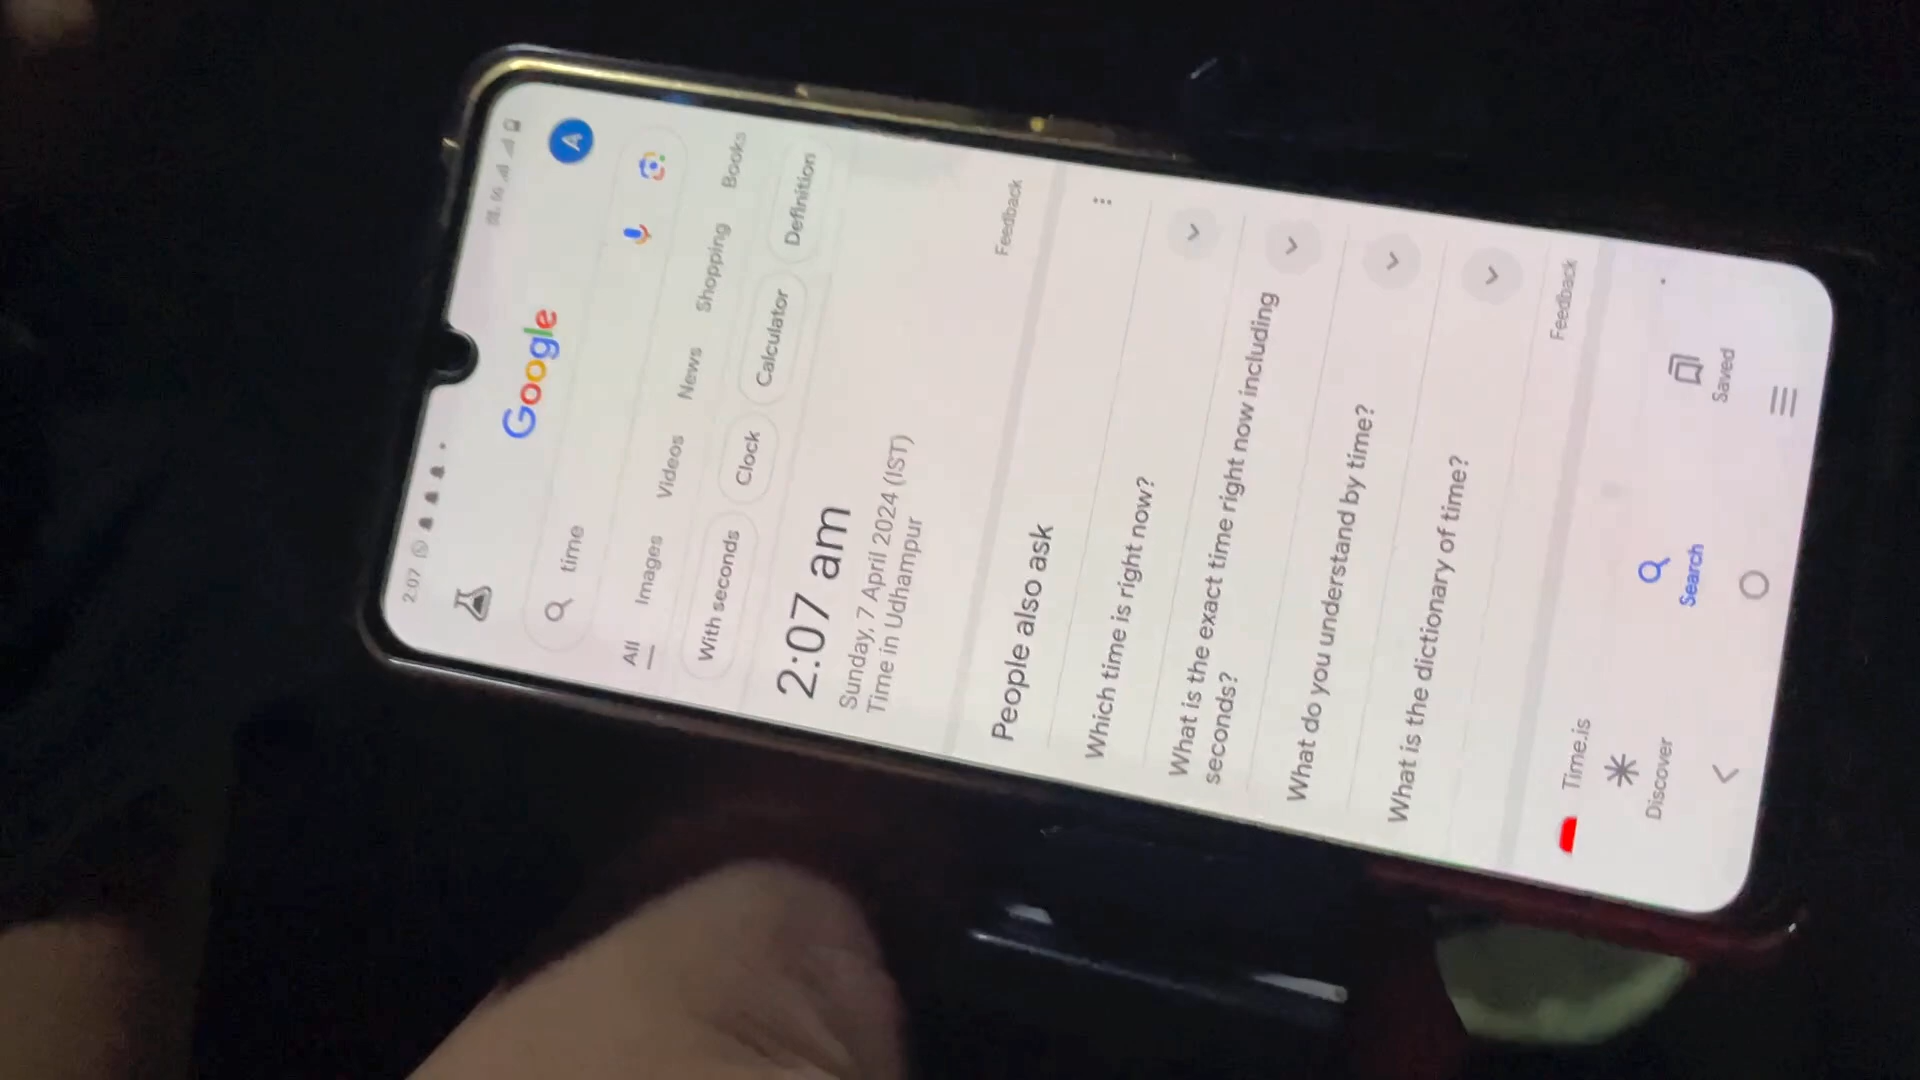 2:07
Google
A
time
All Images Videos News Shopping Books
With seconds Clock Calculator Definition
2:07 am
Sunday, 7 April 2024 (IST)
Time in Udhampur
Feedback
People also ask
Which time is right now?
What is the exact time right now including
seconds?
What do you understand by time?
What is the dictionary of time?
Feedback
Time.is
Discover Search Saved